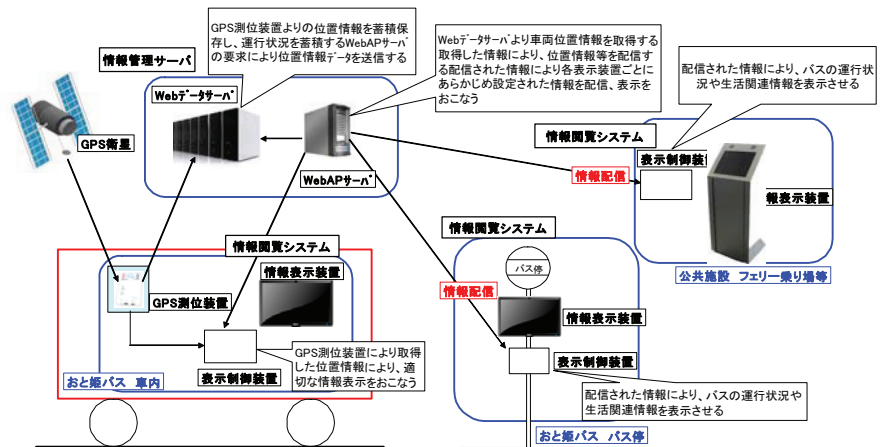 GPS測位装置よりの位置情報を蓄積保
存し、運行状況を蓄積するWebAPサーバ
の要求により位置情報データを送信する
情報管理サーバ
Webﾃﾞｰﾀサーバ
WebAPサーバ
Webデータサーバより車両位置情報を取得する
取得した情報により、位置情報等を配信する
配信された情報により各表示装置ごとに
あらかじめ設定された情報を配信、表示を
おこなう
配信された情報により、バスの運行状
況や生活関連情報を表示させる
GPS衛星
情報閲覧システム
表示制御装置
情報配信
報表示装置
公共施設 フェリー乗り場等
情報閲覧システム
バス停
情報配信
情報表示装置
表示制御装置
配信された情報により、バスの運行状況や
生活関連情報を表示させる
おと姫バス バス停
情報閲覧システム
情報表示装置
GPS測位装置
表示制御装置
GPS測位装置により取得
した位置情報により、適
切な情報表示をおこなう
おと姫バス 車内